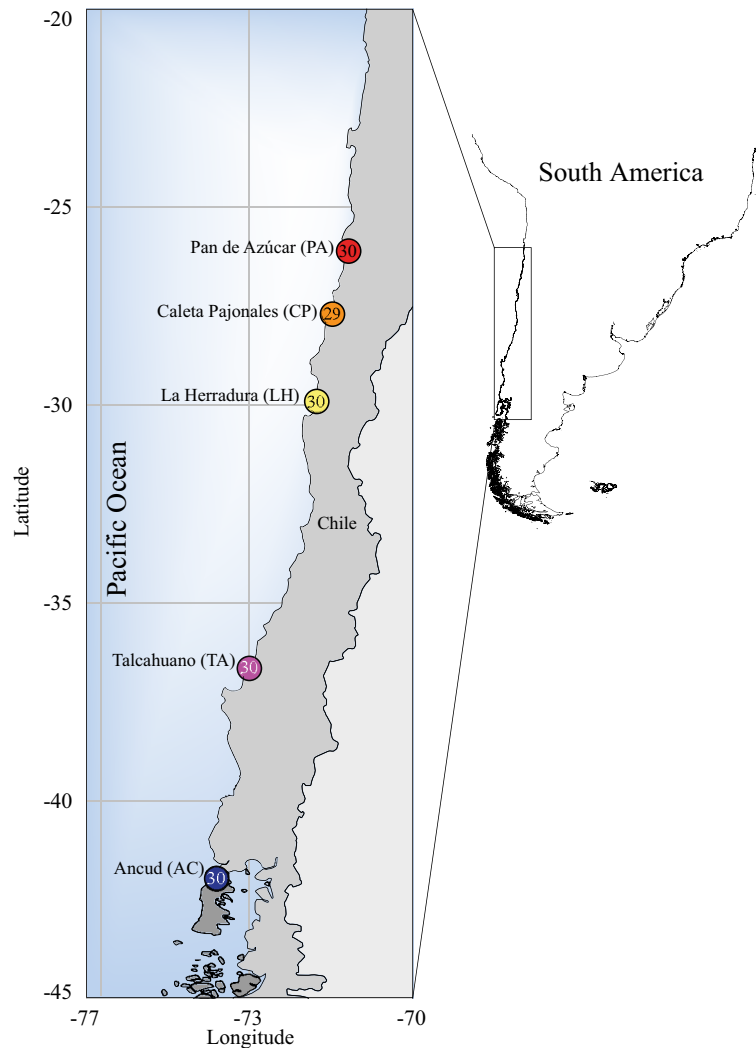 -20
-25
-30
-35
-40
-45
-77
-73
-70
Latitude
Longitude
Pacific Ocean
Pan de Azúcar (PA)
30
Caleta Pajonales (CP)
29
La Herradura (LH)
30
Chile
Talcahuano (TA)
30
Ancud (AC)
30
South America